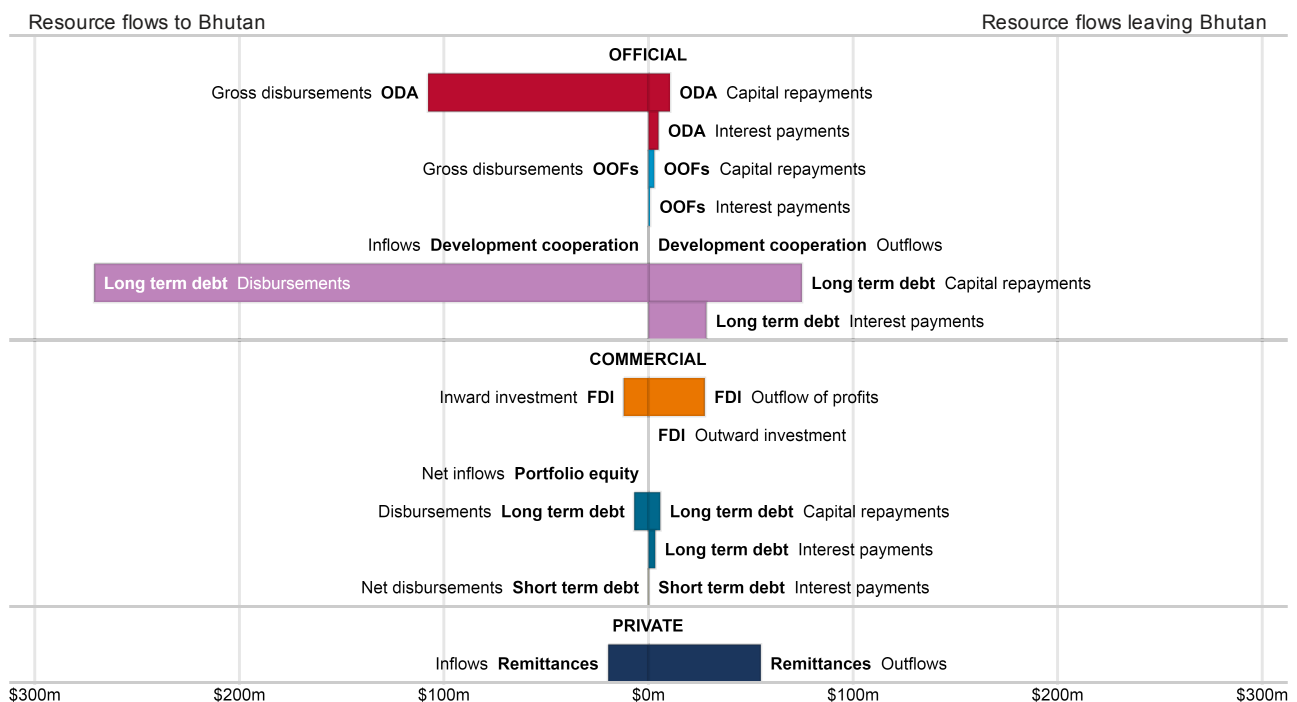 Resource flows to Bhutan Resource flows leaving Bhutan
OFFICIAL
Gross disbursements ODA ODA Capital repayments
ODA Interest payments
Gross disbursements OOFs OOFs Capital repayments
OOFs Interest payments
Inflows Development cooperation Development cooperation Outflows
Long term debt Disbursements Long term debt Capital repayments
Long term debt Interest payments
COMMERCIAL
Inward investment FDI FDI Outflow of profits
FDI Outward investment
Net inflows Portfolio equity
Disbursements Long term debt Long term debt Capital repayments
Long term debt Interest payments
Net disbursements Short term debt Short term debt Interest payments
PRIVATE
Inflows Remittances Remittances Outflows
$300m $200m $100m $0m $100m $200m $300m